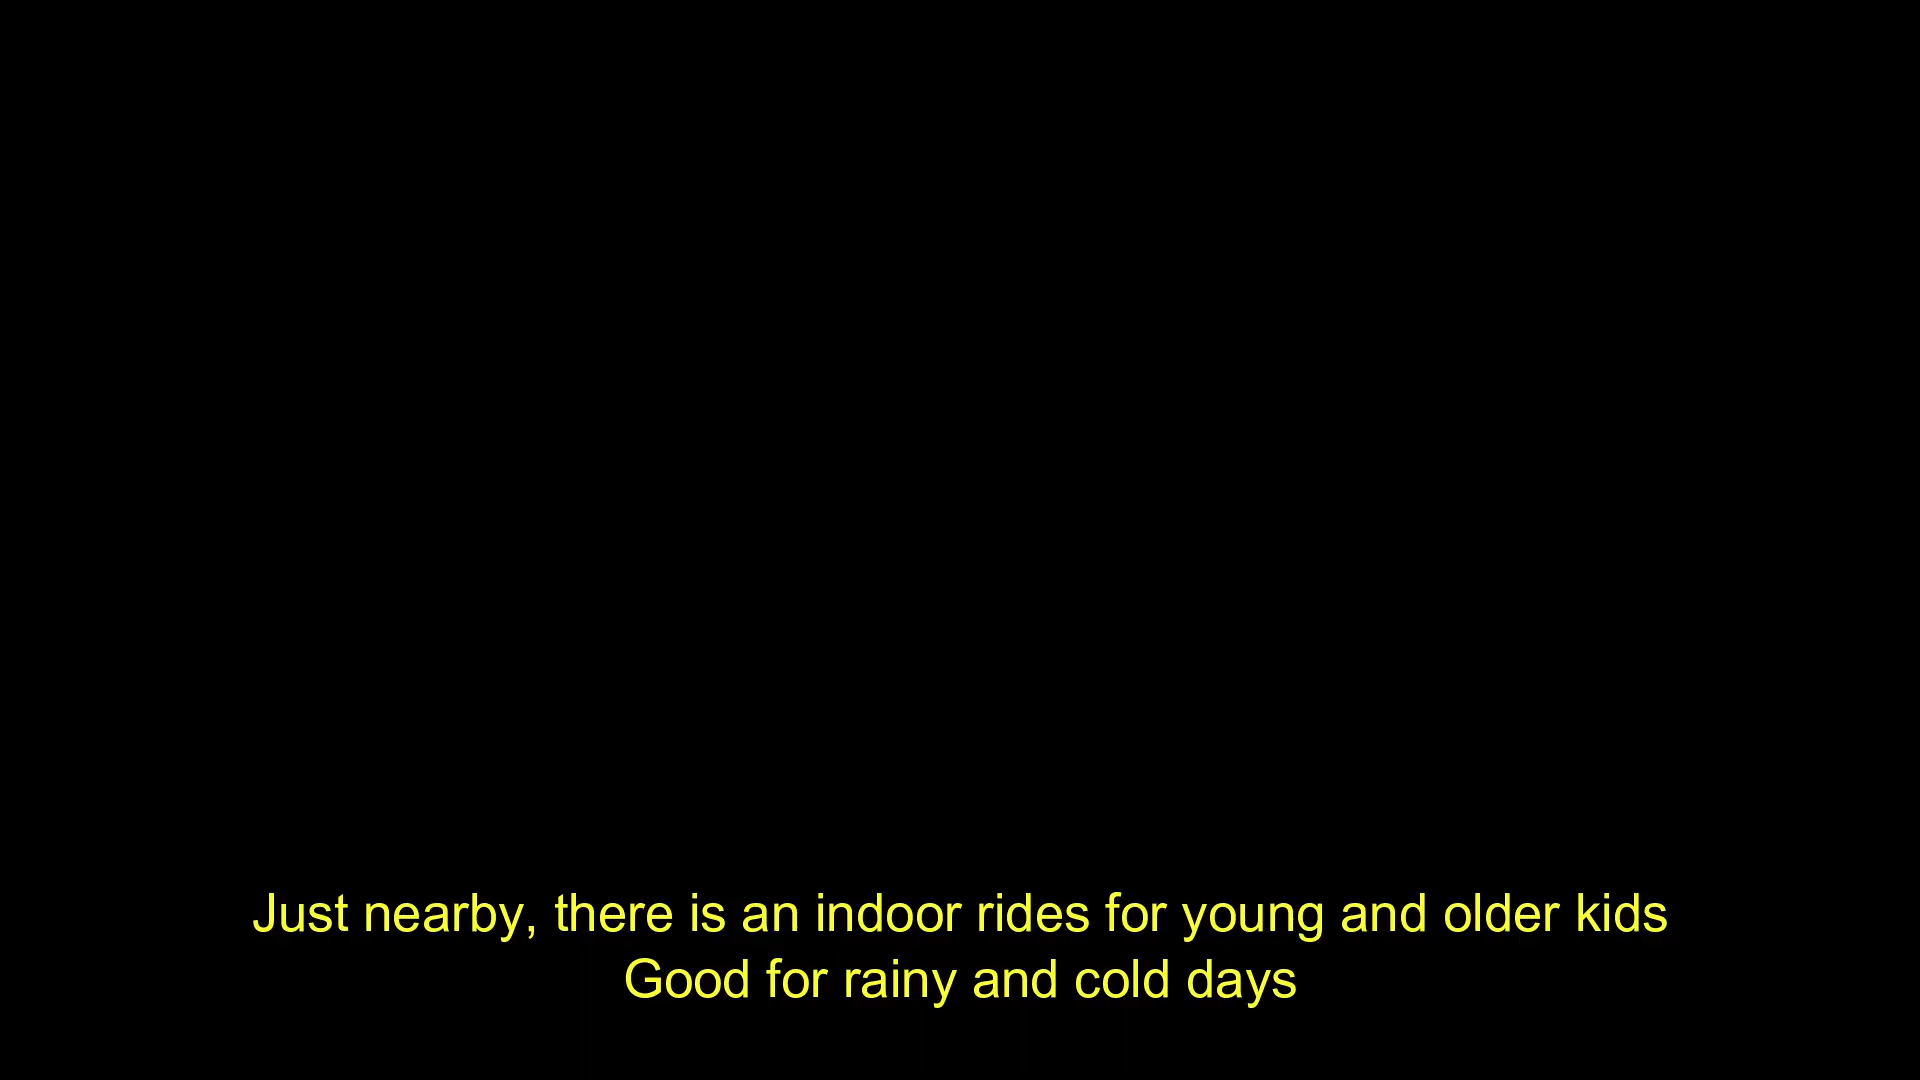 Just nearby, there is an indoor rides for young and older kids
Good for rainy and cold days